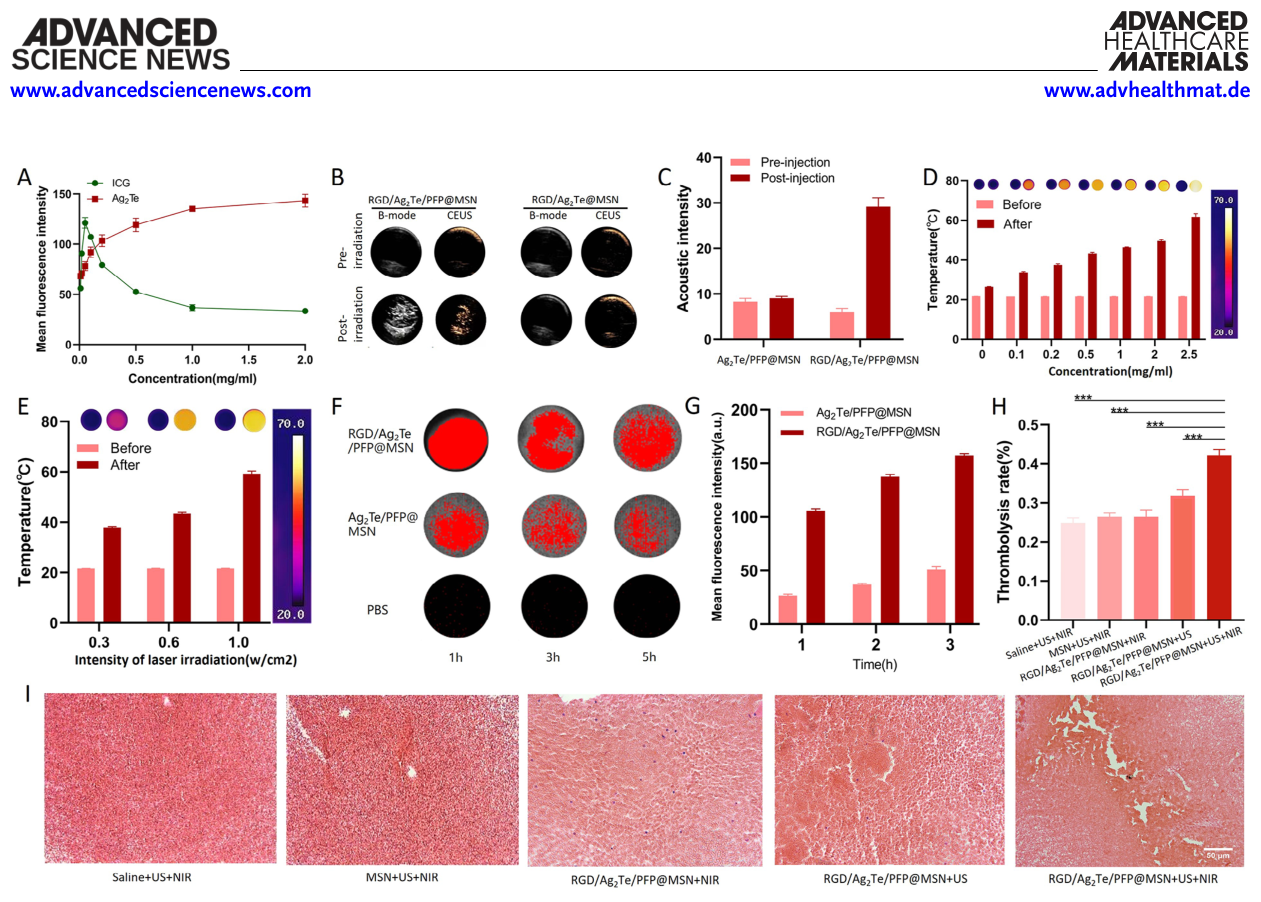 ADVANCED
SCIENCE NEWS
www.advancedsciencenews.com
ADVANCED
HEALTHCARE
MATERIALS
www.advhealthmat.de
A
ICG
Ag2Te
Mean fluorescence intensity
150
100
50
0
0.0 0.5 1.0 1.5 2.0
Concentration(mg/ml)
B
RGD/Ag2Te/PFP@MSN RGD/Ag2Te@MSN
B-mode CEUS B-mode CEUS
Pre-irradiation
Post-irradiation
C
Pre-injection
Post-injection
Acoustic intensity
40
30
20
10
0
Ag2Te/PFP@MSN RGD/Ag2Te/PFP@MSN
D
Before
After
Temperature(℃)
80
60
40
20
0
0 0.1 0.2 0.5 1 2 2.5
Concentration(mg/ml)
70.0
20.0
E
Before
After
Temperature(℃)
80
60
40
20
0
0.3 0.6 1.0
Intensity of laser irradiation(w/cm2)
70.0
20.0
F
RGD/Ag2Te
/PFP@MSN
Ag2Te/PFP@
MSN
PBS
1h 3h 5h
G
Ag2Te/PFP@MSN
RGD/Ag2Te/PFP@MSN
Mean fluorescence intensity(a.u.)
200
150
100
50
0
1 2 3
Time(h)
H
***
***
***
***
Thrombolysis rate(%)
0.5
0.4
0.3
0.2
0.1
0.0
Saline+US+NIR
MSN+US+NIR
RGD/Ag2Te/PFP@MSN+NIR
RGD/Ag2Te/PFP@MSN+US
RGD/Ag2Te/PFP@MSN+US+NIR
I
50 μm
Saline+US+NIR MSN+US+NIR RGD/Ag2Te/PFP@MSN+NIR RGD/Ag2Te/PFP@MSN+US RGD/Ag2Te/PFP@MSN+US+NIR